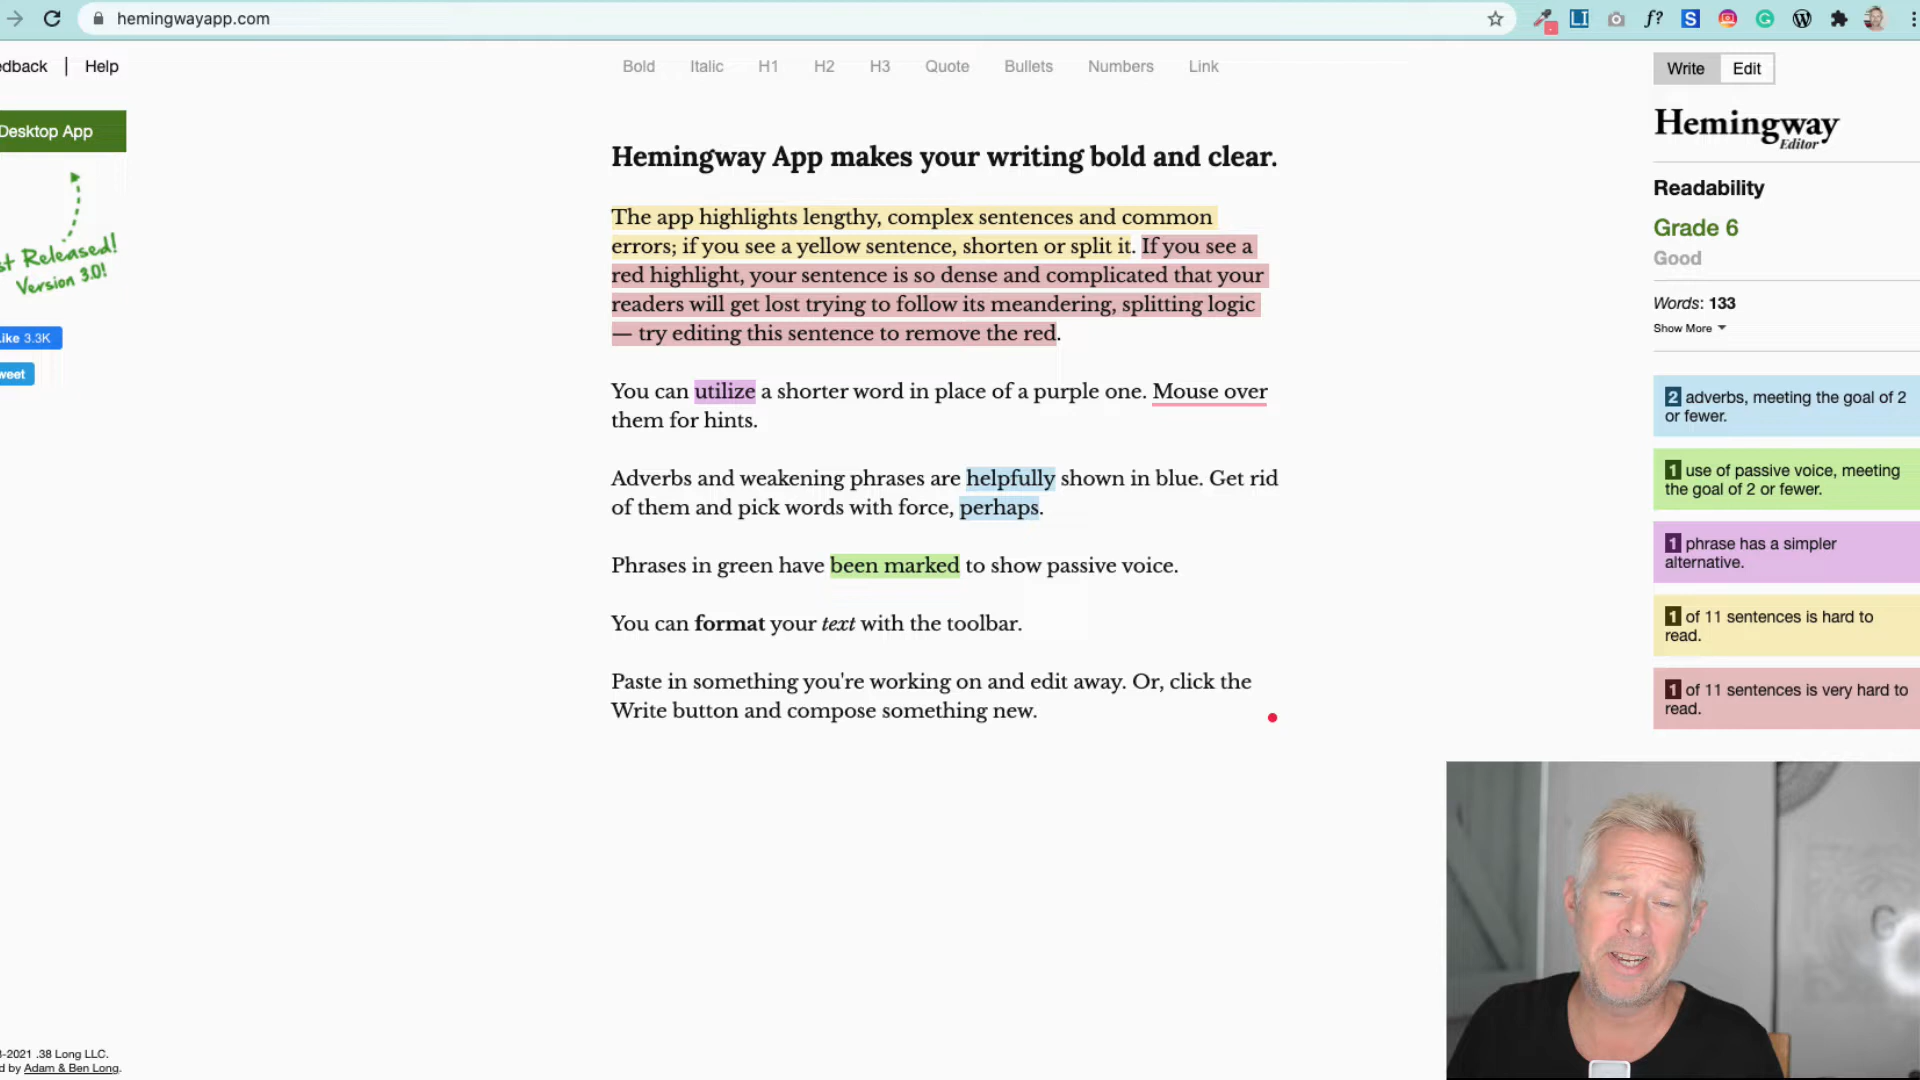 hemingwayapp.com
f?
S
edback | Help
Bold Italic H1 H2 H3 Quote Bullets Numbers Link
Write Edit
Desktop App
Hemingway
Editor
Hemingway App makes your writing bold and clear.
Readability
Grade 6
Good
The app highlights lengthy, complex sentences and common
errors; if you see a yellow sentence, shorten or split it. If you see a
red highlight, your sentence is so dense and complicated that your
readers will get lost trying to follow its meandering, splitting logic
— try editing this sentence to remove the red.
st Released!
Version 3.0!
Words: 133
Show More
ike 3.3K
weet
You can utilize a shorter word in place of a purple one. Mouse over
them for hints.
2 adverbs, meeting the goal of 2
or fewer.
Adverbs and weakening phrases are helpfully shown in blue. Get rid
of them and pick words with force, perhaps.
1 use of passive voice, meeting
the goal of 2 or fewer.
Phrases in green have been marked to show passive voice.
1 phrase has a simpler
alternative.
You can format your text with the toolbar.
1 of 11 sentences is hard to
read.
Paste in something you're working on and edit away. Or, click the
Write button and compose something new.
1 of 11 sentences is very hard to
read.
-2021 .38 Long LLC.
d by Adam & Ben Long.